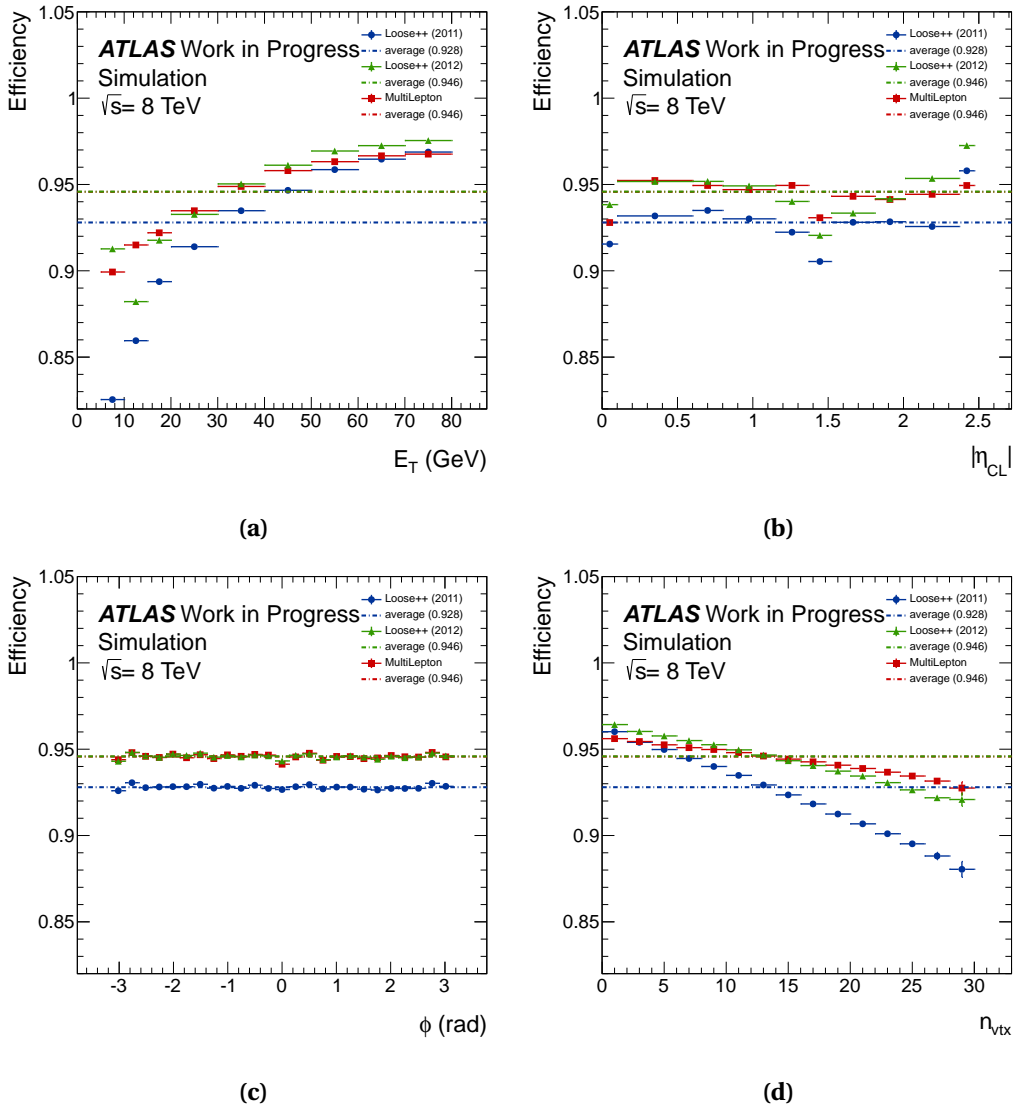 Efficiency
1.05
1
0.95
0.9
0.85
ATLAS Work in Progress
Simulation
√s= 8 TeV
Loose++ (2011)
average (0.928)
Loose++ (2012)
average (0.946)
MultiLepton
average (0.946)
0 10 20 30 40 50 60 70 80
E_T (GeV)
(a)
Efficiency
1.05
1
0.95
0.9
0.85
ATLAS Work in Progress
Simulation
√s= 8 TeV
Loose++ (2011)
average (0.928)
Loose++ (2012)
average (0.946)
MultiLepton
average (0.946)
0 0.5 1 1.5 2 2.5
|η_CL|
(b)
Efficiency
1.05
1
0.95
0.9
0.85
ATLAS Work in Progress
Simulation
√s= 8 TeV
Loose++ (2011)
average (0.928)
Loose++ (2012)
average (0.946)
MultiLepton
average (0.946)
-3 -2 -1 0 1 2 3
ϕ (rad)
(c)
Efficiency
1.05
1
0.95
0.9
0.85
ATLAS Work in Progress
Simulation
√s= 8 TeV
Loose++ (2011)
average (0.928)
Loose++ (2012)
average (0.946)
MultiLepton
average (0.946)
0 5 10 15 20 25 30
n_vtx
(d)